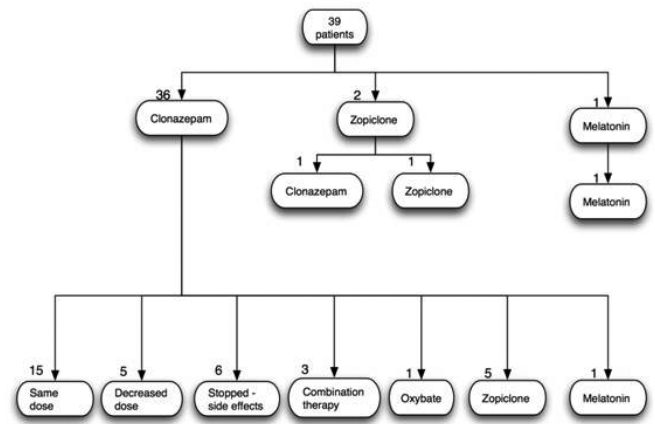 39
patients
36
2
1
Clonazepam
Zopiclone
Melatonin
1
1
1
Clonazepam
Zopiclone
Melatonin
15
5
6
3
1
5
1
Same
dose
Decreased
dose
Stopped -
side effects
Combination
therapy
Oxybate
Zopiclone
Melatonin